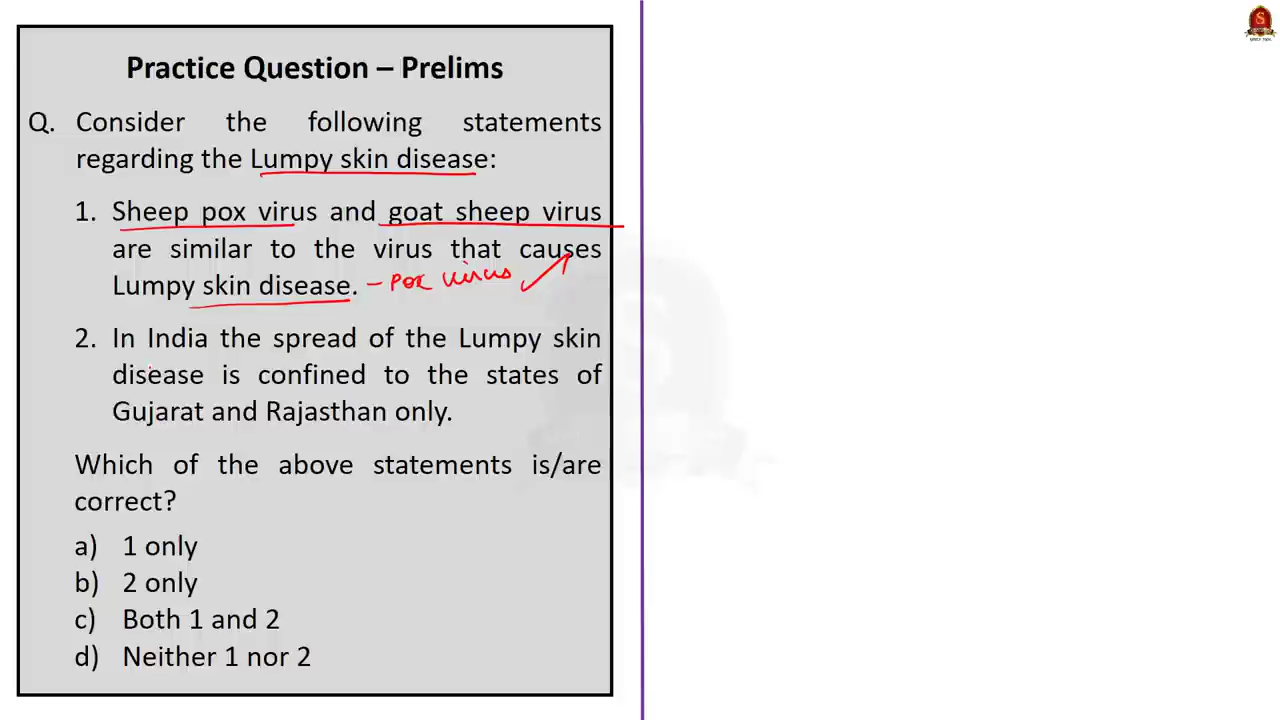 Practice Question – Prelims
Q. Consider the following statements
regarding the Lumpy skin disease:
1. Sheep pox virus and goat sheep virus
are similar to the virus that causes
Lumpy skin disease. – Pox virus
2. In India the spread of the Lumpy skin
disease is confined to the states of
Gujarat and Rajasthan only.
Which of the above statements is/are
correct?
a) 1 only
b) 2 only
c) Both 1 and 2
d) Neither 1 nor 2